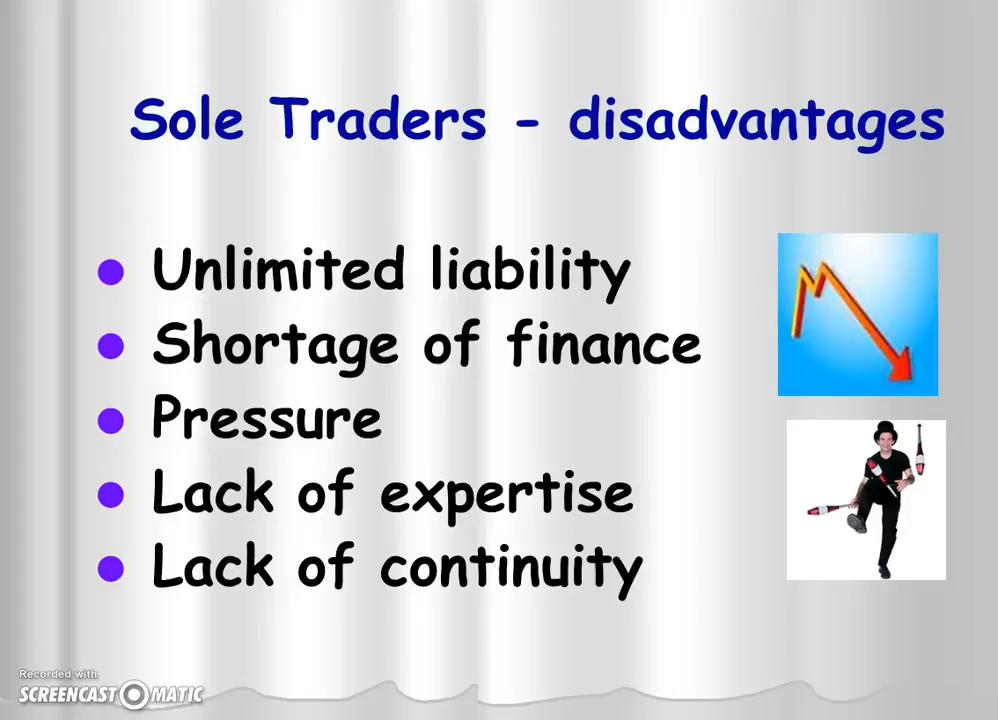 Sole Traders - disadvantages
Unlimited liability
Shortage of finance
Pressure
Lack of expertise
Lack of continuity
Recorded with
SCREENCAST MATIC